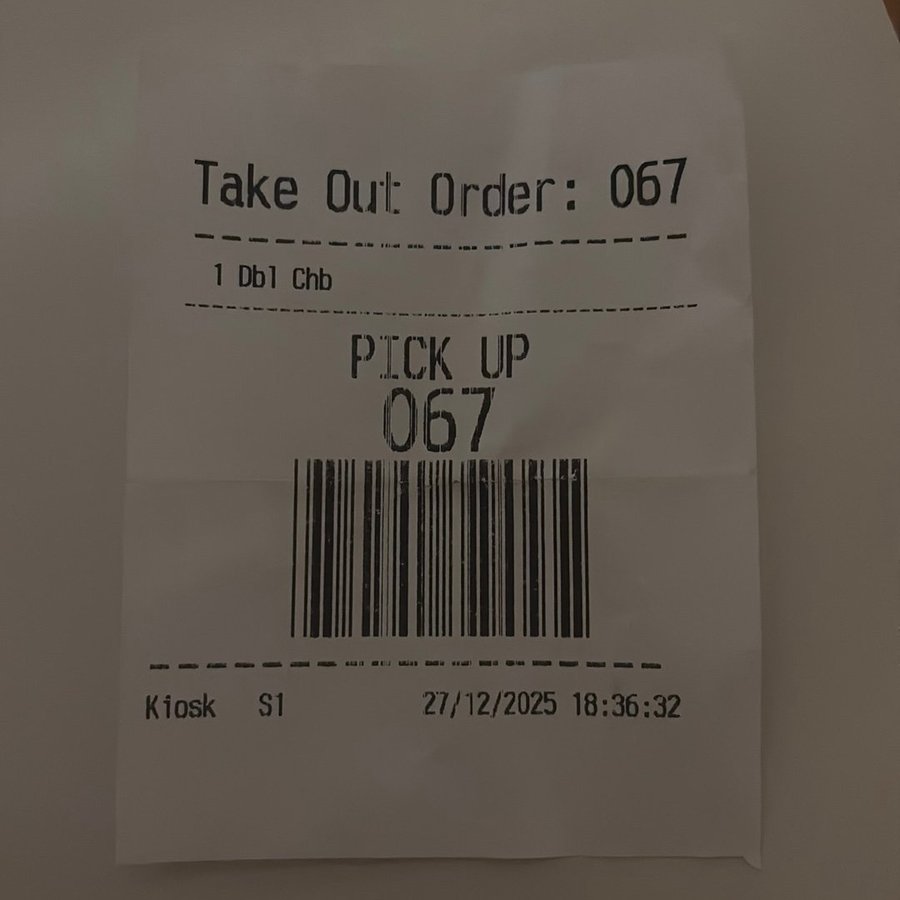 Take Out Order: 067
1 Dbl Chb
PICK UP
067
Kiosk S1 27/12/2025 18:36:32